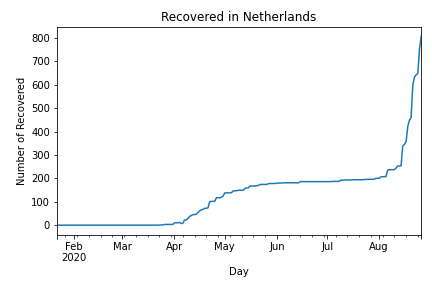 Recovered in Netherlands
Number of Recovered
800
700
600
500
400
300
200
100
0
Feb Mar Apr May Jun Jul Aug
2020
Day